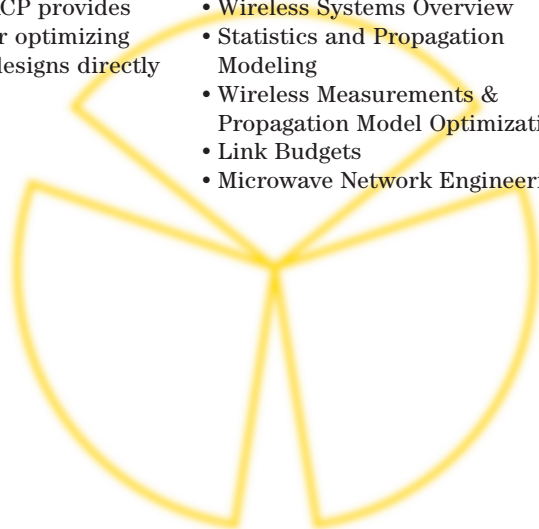 CP provides
r optimizing
esigns directly
• Wireless Systems Overview
• Statistics and Propagation
Modeling
• Wireless Measurements &
Propagation Model Optimizati
• Link Budgets
• Microwave Network Engineeri